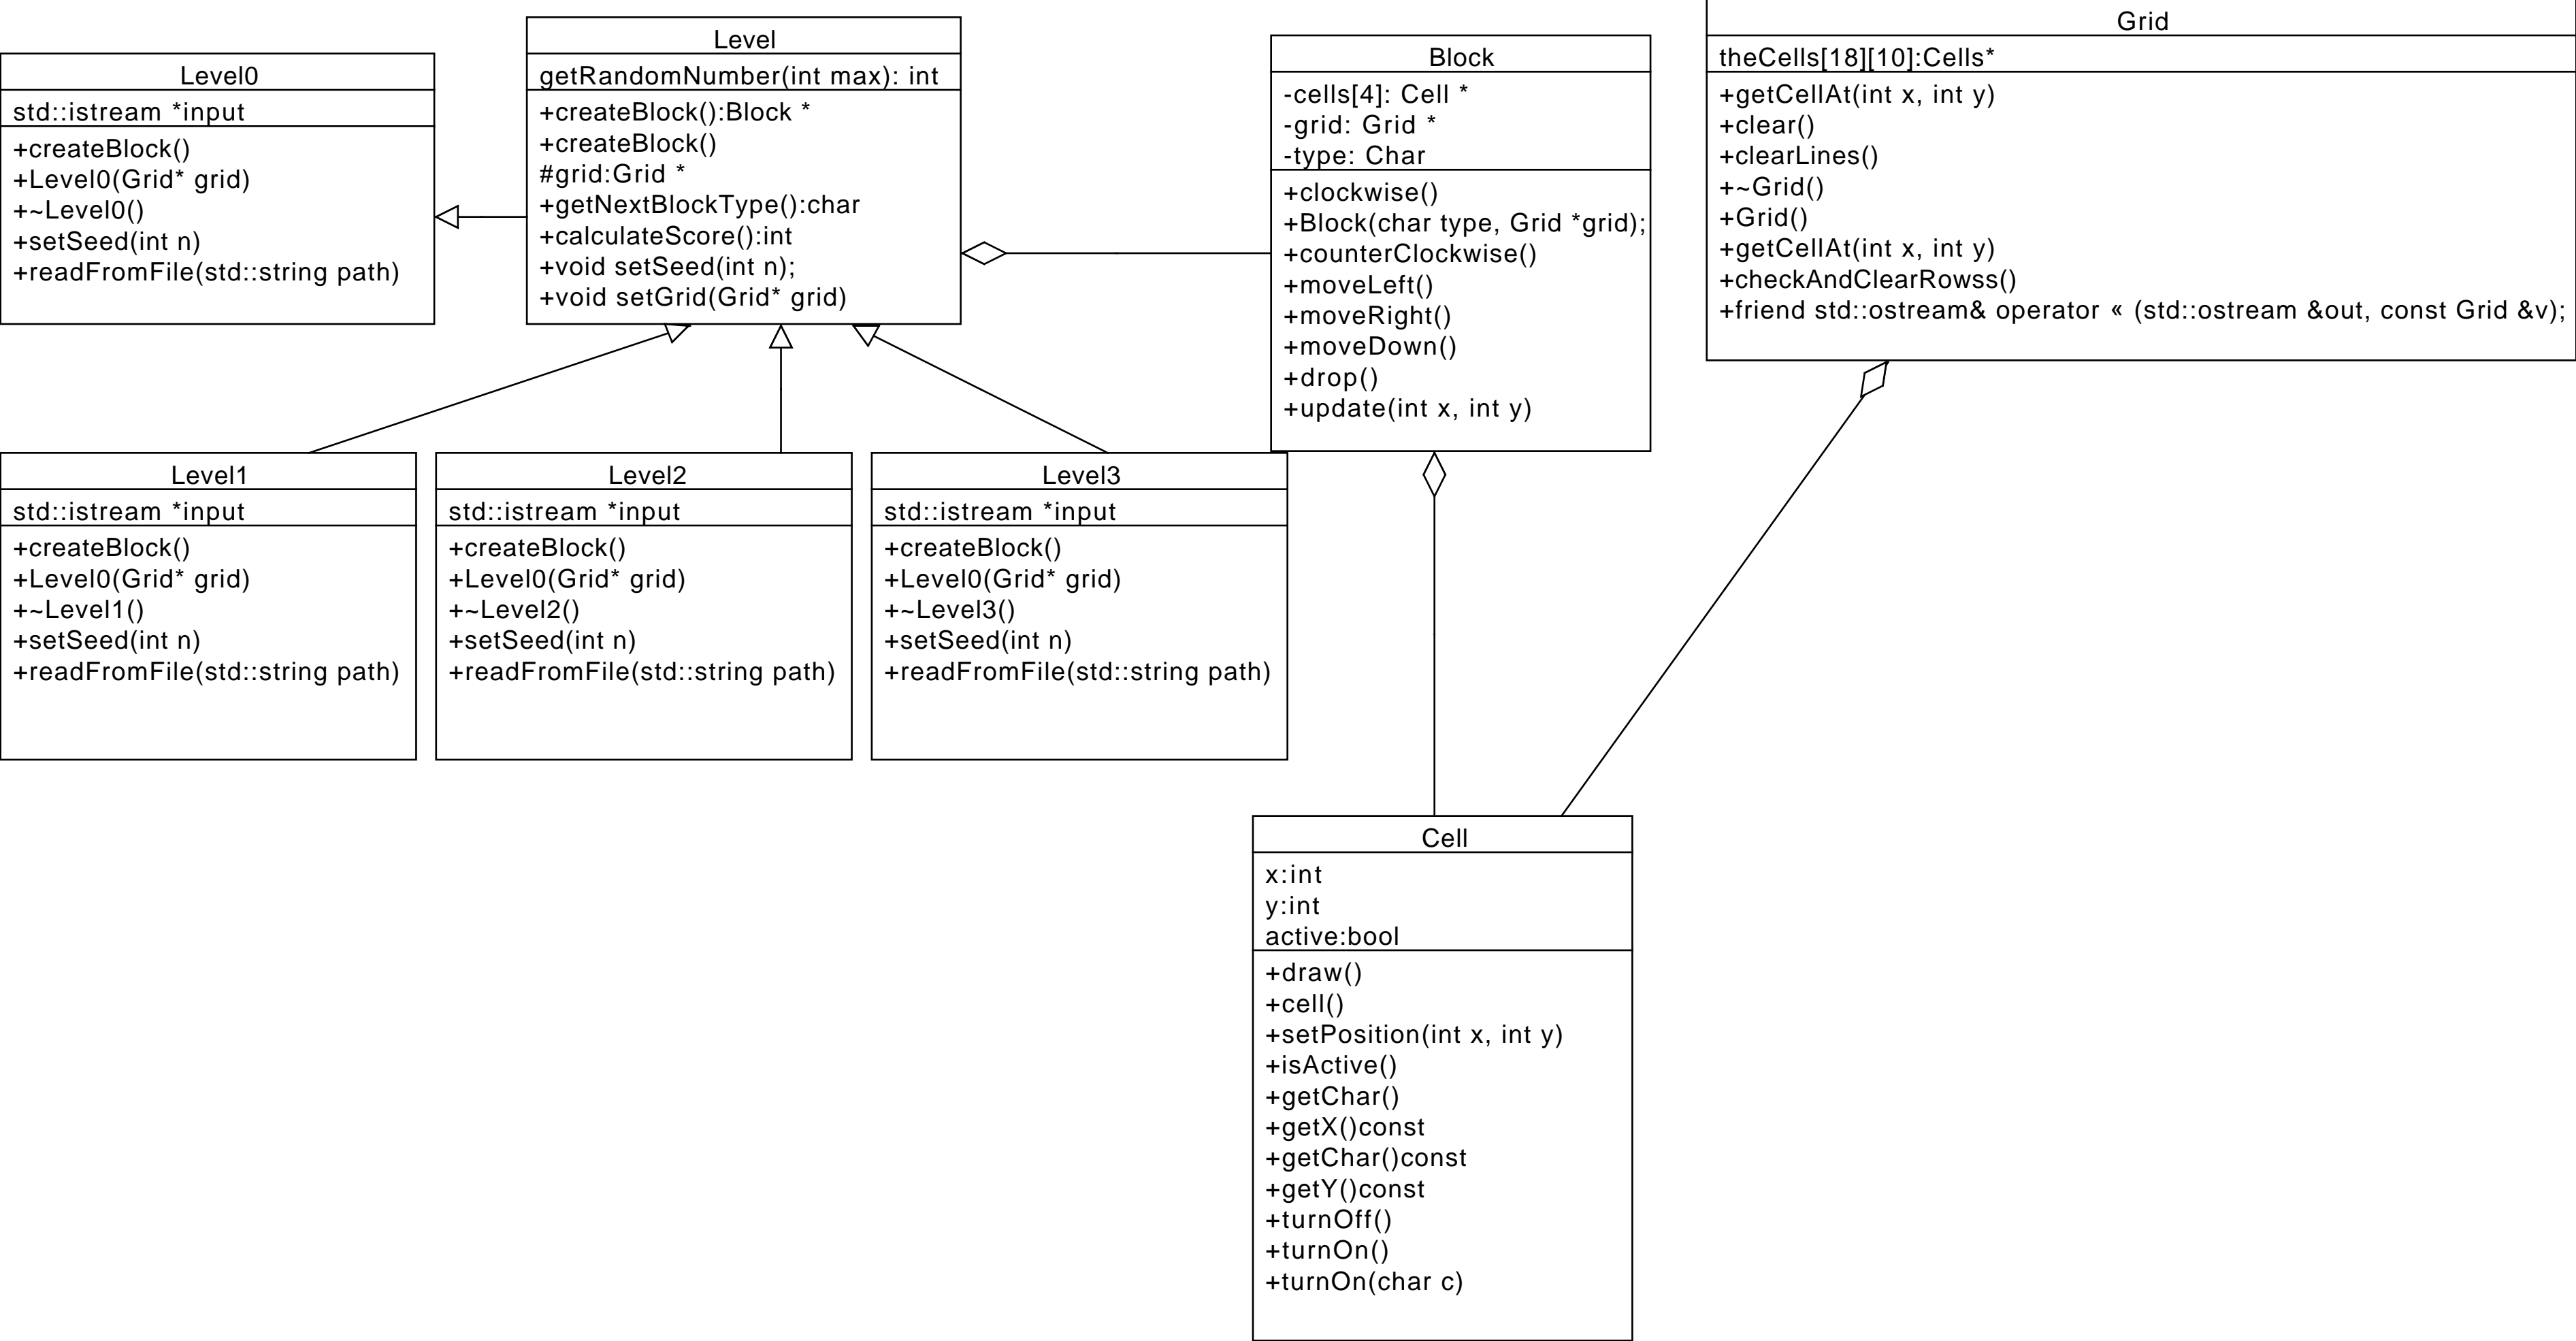 Level0
std::istream *input
+createBlock()
+Level0(Grid* grid)
+~Level0()
+setSeed(int n)
+readFromFile(std::string path)
Level
getRandomNumber(int max): int
+createBlock():Block *
+createBlock()
#grid:Grid *
+getNextBlockType():char
+calculateScore():int
+void setSeed(int n);
+void setGrid(Grid* grid)
Block
-cells[4]: Cell *
-grid: Grid *
-type: Char
+clockwise()
+Block(char type, Grid *grid);
+counterClockwise()
+moveLeft()
+moveRight()
+moveDown()
+drop()
+update(int x, int y)
Grid
theCells[18][10]:Cells*
+getCellAt(int x, int y)
+clear()
+clearLines()
+~Grid()
+Grid()
+getCellAt(int x, int y)
+checkAndClearRowss()
+friend std::ostream& operator « (std::ostream &out, const Grid &v);
Level1
std::istream *input
+createBlock()
+Level0(Grid* grid)
+~Level1()
+setSeed(int n)
+readFromFile(std::string path)
Level2
std::istream *input
+createBlock()
+Level0(Grid* grid)
+~Level2()
+setSeed(int n)
+readFromFile(std::string path)
Level3
std::istream *input
+createBlock()
+Level0(Grid* grid)
+~Level3()
+setSeed(int n)
+readFromFile(std::string path)
Cell
x:int
y:int
active:bool
+draw()
+cell()
+setPosition(int x, int y)
+isActive()
+getChar()
+getX()const
+getChar()const
+getY()const
+turnOff()
+turnOn()
+turnOn(char c)